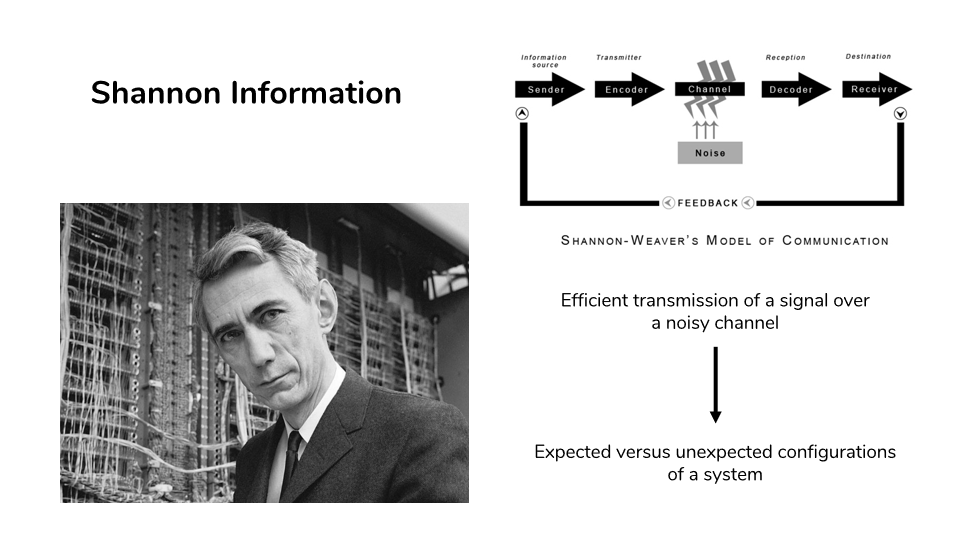 Shannon Information
Information source
Transmitter
Reception
Destination
Sender
Encoder
Channel
Decoder
Receiver
Noise
FEEDBACK
SHANNON-WEAVER'S MODEL OF COMMUNICATION
Efficient transmission of a signal over
a noisy channel
Expected versus unexpected configurations
of a system